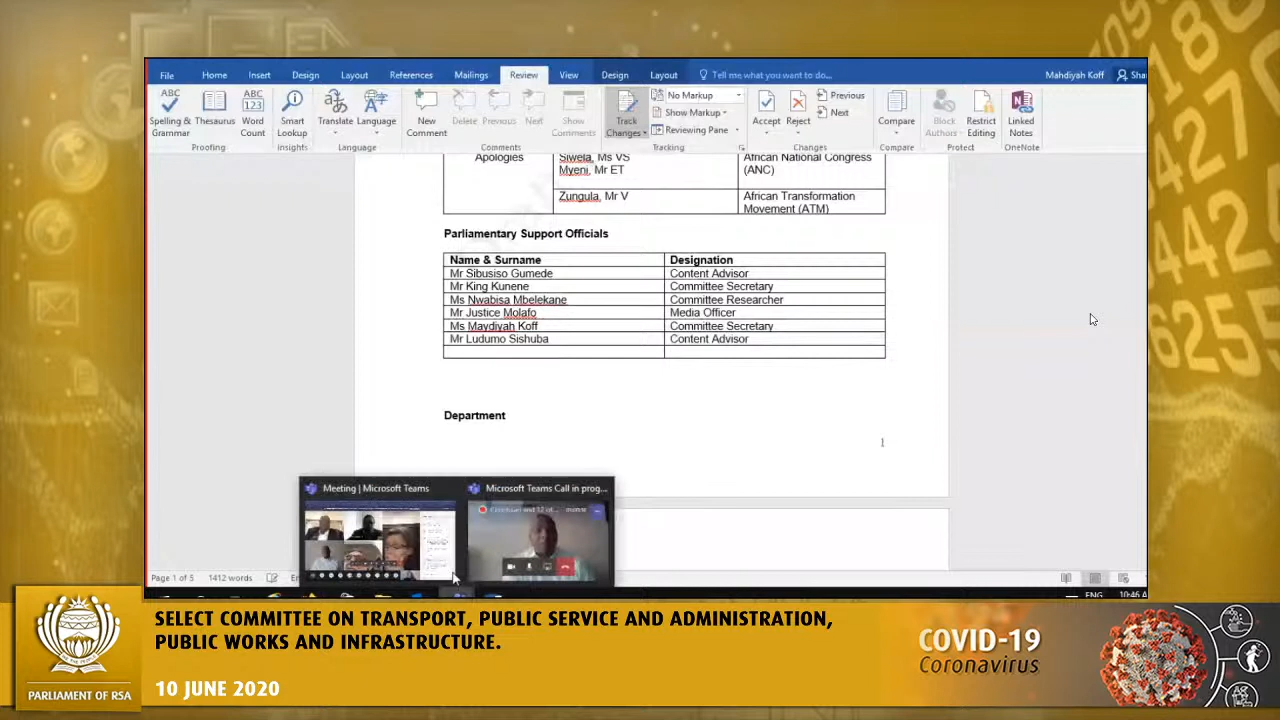 File Home Insert Design Layout References Mailings Review View Design Layout Tell me what you want to do... Mahdiyah Koff Shar
ABC ABC 123
Spelling & Grammar Thesaurus Word Count Smart Lookup Translate Language New Comment Delete Previous Next Show Comments Track Changes No Markup Show Markup Reviewing Pane Accept Reject Previous Next Compare Block Authors Restrict Editing Linked Notes
Proofing Insights Language Comments Tracking Changes Compare Protect OneNote
Apologies Siwela, Ms VS African National Congress
Myeni, Mr ET (ANC)
Zungula, Mr V African Transformation
Movement (ATM)
Parliamentary Support Officials
Name & Surname Designation
Mr Sibusiso Gumede Content Advisor
Mr King Kunene Committee Secretary
Ms Nwabisa Mbelekane Committee Researcher
Mr Justice Molafo Media Officer
Ms Maydiyah Koff Committee Secretary
Mr Ludumo Sishuba Content Advisor
Department
1
Meeting | Microsoft Teams Microsoft Teams Call in prog...
Page 1 of 5 1412 words En
ENG 10:46 A
SELECT COMMITTEE ON TRANSPORT, PUBLIC SERVICE AND ADMINISTRATION,
PUBLIC WORKS AND INFRASTRUCTURE.
10 JUNE 2020
PARLIAMENT OF RSA
COVID-19
Coronavirus